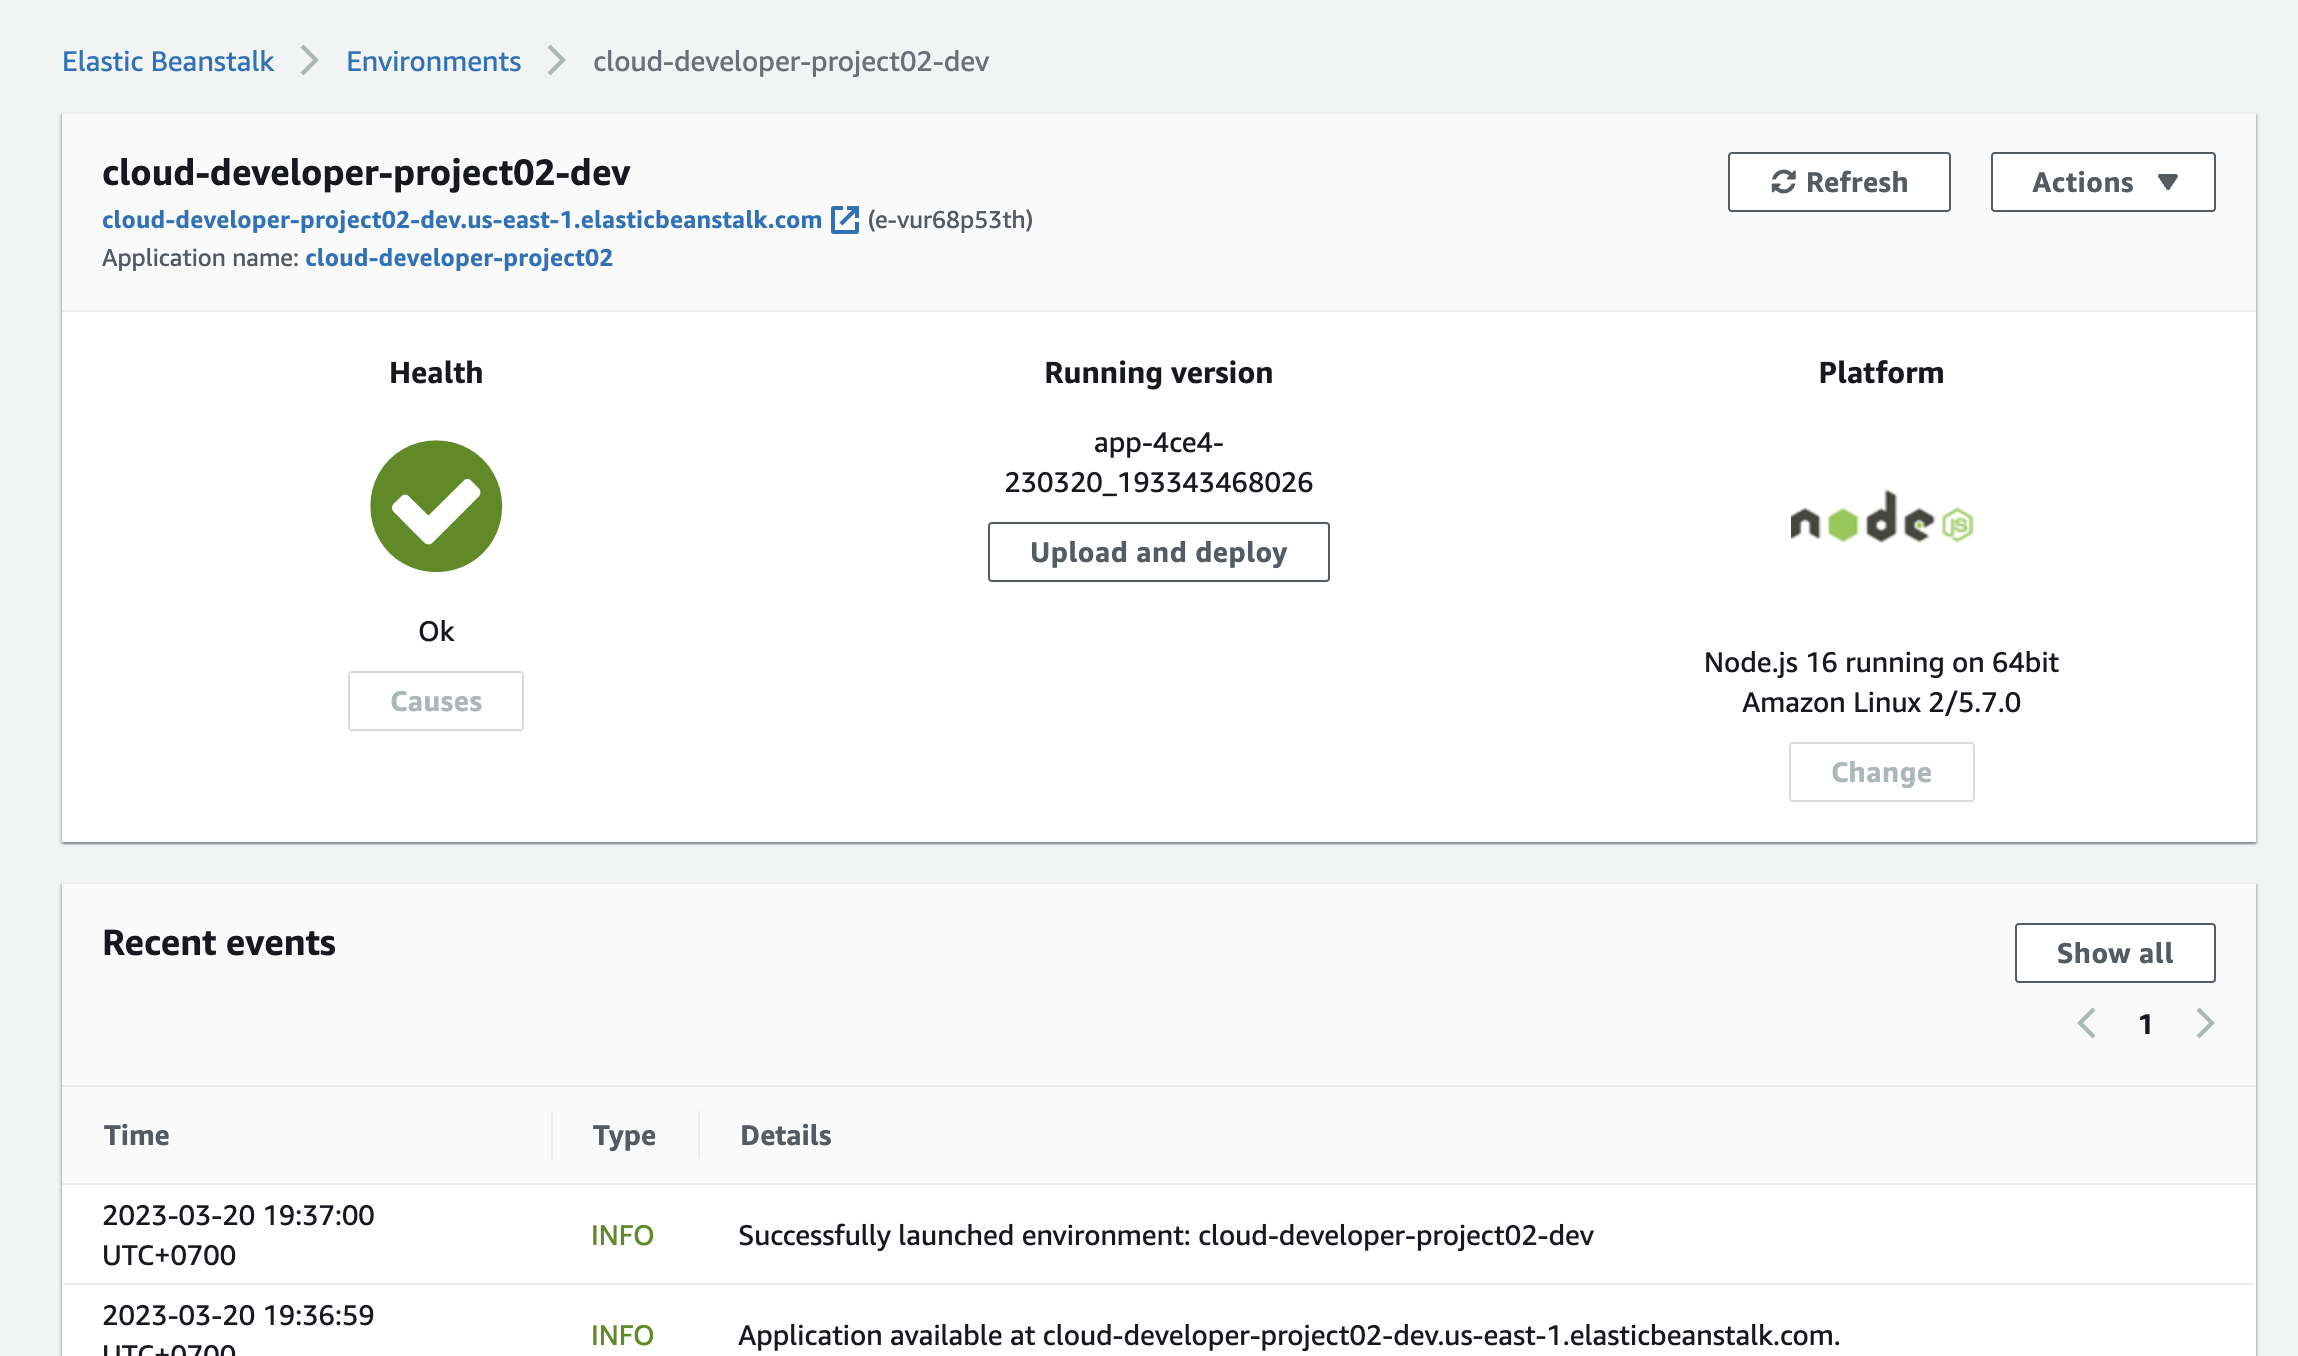 Elastic Beanstalk > Environments > cloud-developer-project02-dev
cloud-developer-project02-dev
Refresh
Actions
cloud-developer-project02-dev.us-east-1.elasticbeanstalk.com (e-vur68p53th)
Application name: cloud-developer-project02
Health
Ok
Causes
Running version
app-4ce4-
230320_193343468026
Upload and deploy
Platform
node JS
Node.js 16 running on 64bit
Amazon Linux 2/5.7.0
Change
Recent events
Show all
1
Time Type Details
2023-03-20 19:37:00
UTC+0700
INFO
Successfully launched environment: cloud-developer-project02-dev
2023-03-20 19:36:59
UTC+0700
INFO
Application available at cloud-developer-project02-dev.us-east-1.elasticbeanstalk.com.